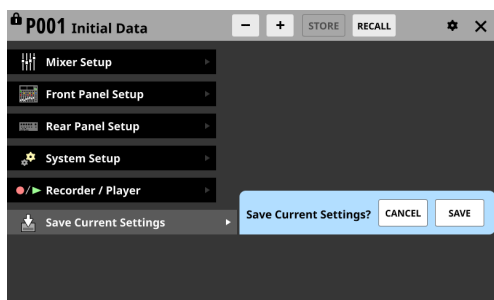 P001 Initial Data
− + STORE RECALL
Mixer Setup
Front Panel Setup
Rear Panel Setup
System Setup
Recorder / Player
Save Current Settings
Save Current Settings? CANCEL SAVE